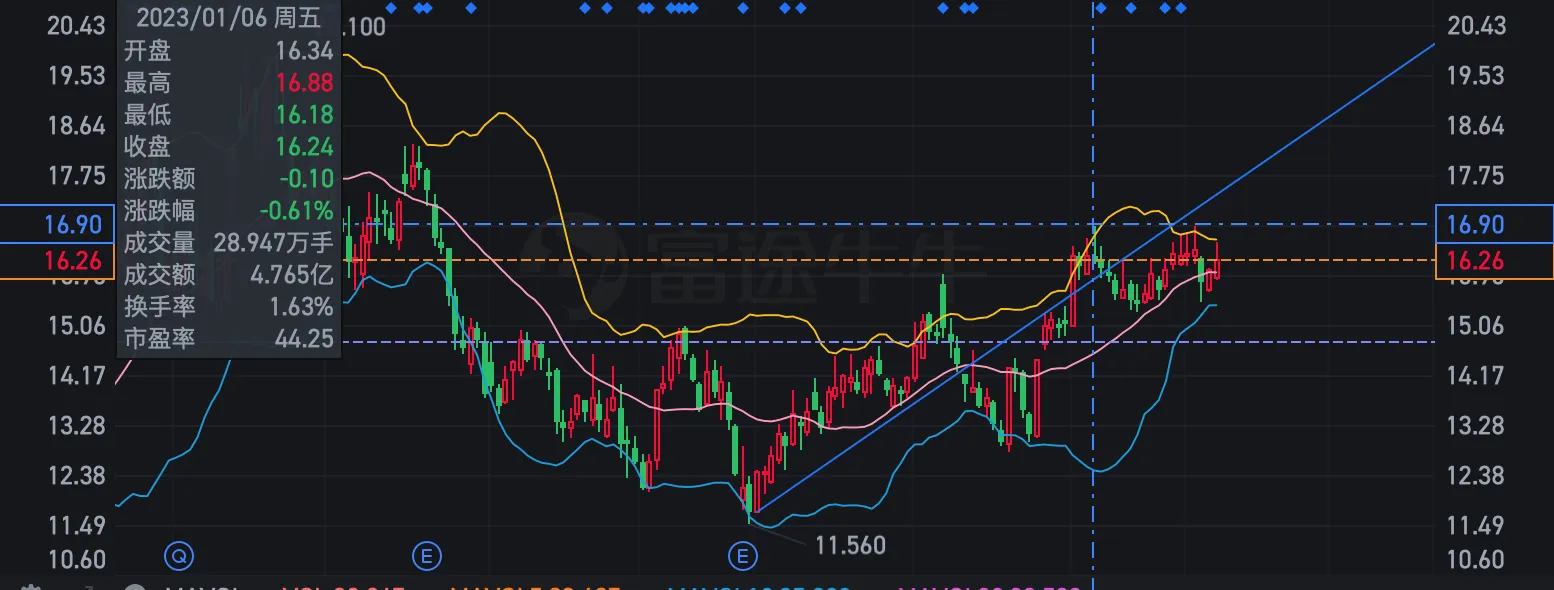 20.43
19.53
18.64
17.75
16.90
16.26
15.06
14.17
13.28
12.38
11.49
10.60
2023/01/06 周五
开盘 16.34
最高 16.88
最低 16.18
收盘 16.24
涨跌额 -0.10
涨跌幅 -0.61%
成交量 28.947万手
成交额 4.765亿
换手率 1.63%
市盈率 44.25
.100
富途牛牛
11.560
Q
E
E
20.43
19.53
18.64
17.75
16.90
16.26
15.06
14.17
13.28
12.38
11.49
10.60